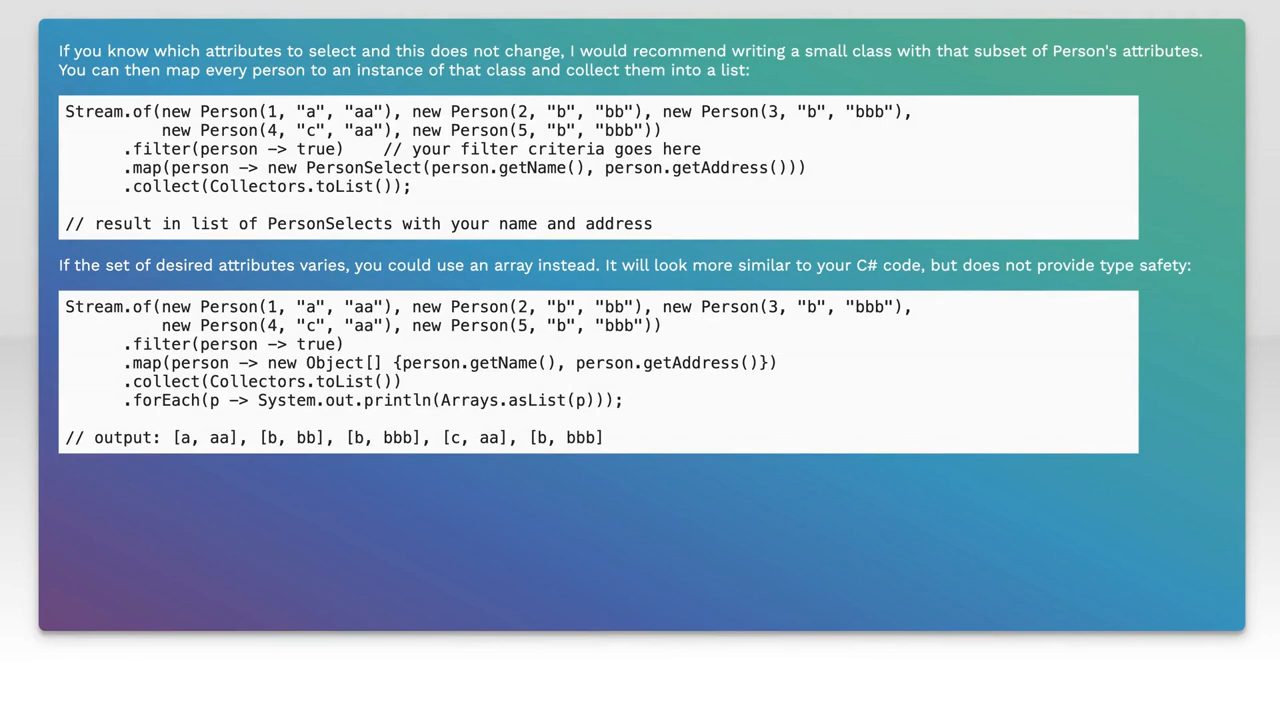 If you know which attributes to select and this does not change, I would recommend writing a small class with that subset of Person's attributes.
You can then map every person to an instance of that class and collect them into a list:
Stream.of(new Person(1, "a", "aa"), new Person(2, "b", "bb"), new Person(3, "b", "bbb"),
          new Person(4, "c", "aa"), new Person(5, "b", "bbb"))
      .filter(person -> true)    // your filter criteria goes here
      .map(person -> new PersonSelect(person.getName(), person.getAddress()))
      .collect(Collectors.toList());
// result in list of PersonSelects with your name and address
If the set of desired attributes varies, you could use an array instead. It will look more similar to your C# code, but does not provide type safety:
Stream.of(new Person(1, "a", "aa"), new Person(2, "b", "bb"), new Person(3, "b", "bbb"),
          new Person(4, "c", "aa"), new Person(5, "b", "bbb"))
      .filter(person -> true)
      .map(person -> new Object[] {person.getName(), person.getAddress()})
      .collect(Collectors.toList())
      .forEach(p -> System.out.println(Arrays.asList(p)));
// output: [a, aa], [b, bb], [b, bbb], [c, aa], [b, bbb]